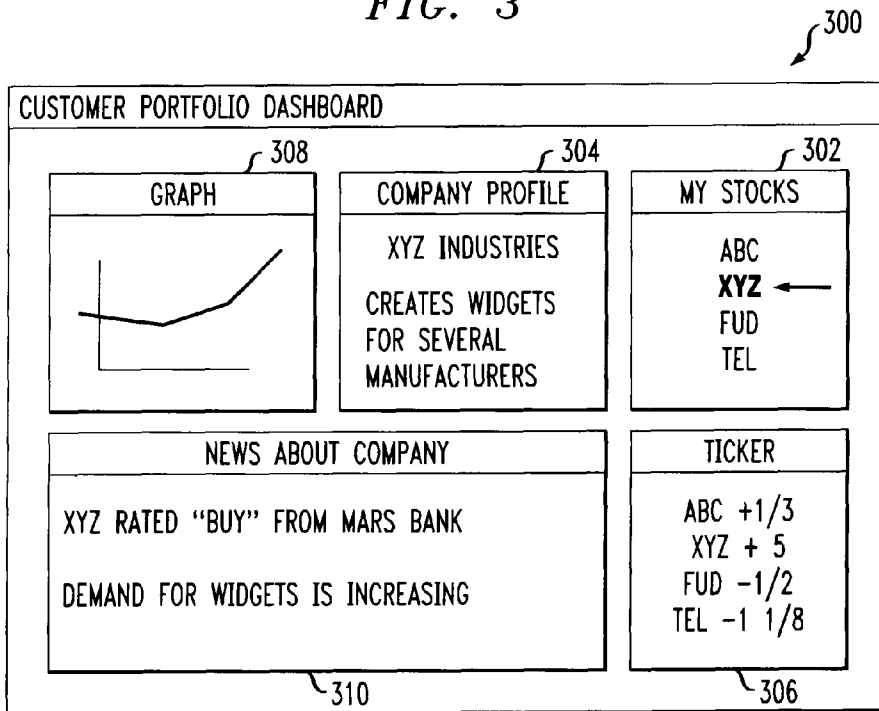 FIG. 3
300
CUSTOMER PORTFOLIO DASHBOARD
308
GRAPH
304
COMPANY PROFILE
XYZ INDUSTRIES
CREATES WIDGETS
FOR SEVERAL
MANUFACTURERS
302
MY STOCKS
ABC
XYZ
FUD
TEL
NEWS ABOUT COMPANY
XYZ RATED "BUY" FROM MARS BANK
DEMAND FOR WIDGETS IS INCREASING
310
TICKER
ABC +1/3
XYZ + 5
FUD -1/2
TEL -1 1/8
306